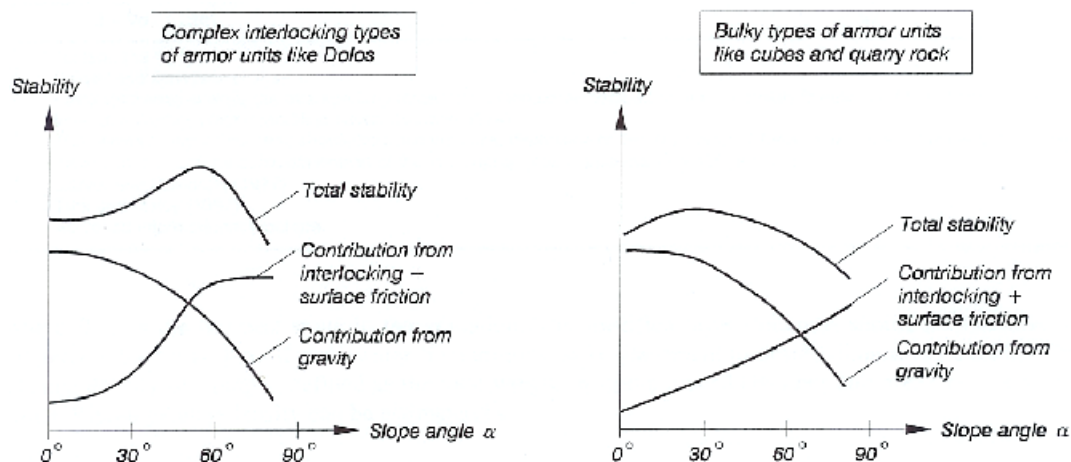 Complex interlocking types
of armor units like Dolos
Stability
Total stability
Contribution from
interlocking –
surface friction
Contribution from
gravity
Slope angle α
0° 30° 60° 90°
Bulky types of armor units
like cubes and quarry rock
Stability
Total stability
Contribution from
interlocking +
surface friction
Contribution from
gravity
Slope angle α
0° 30° 60° 90°